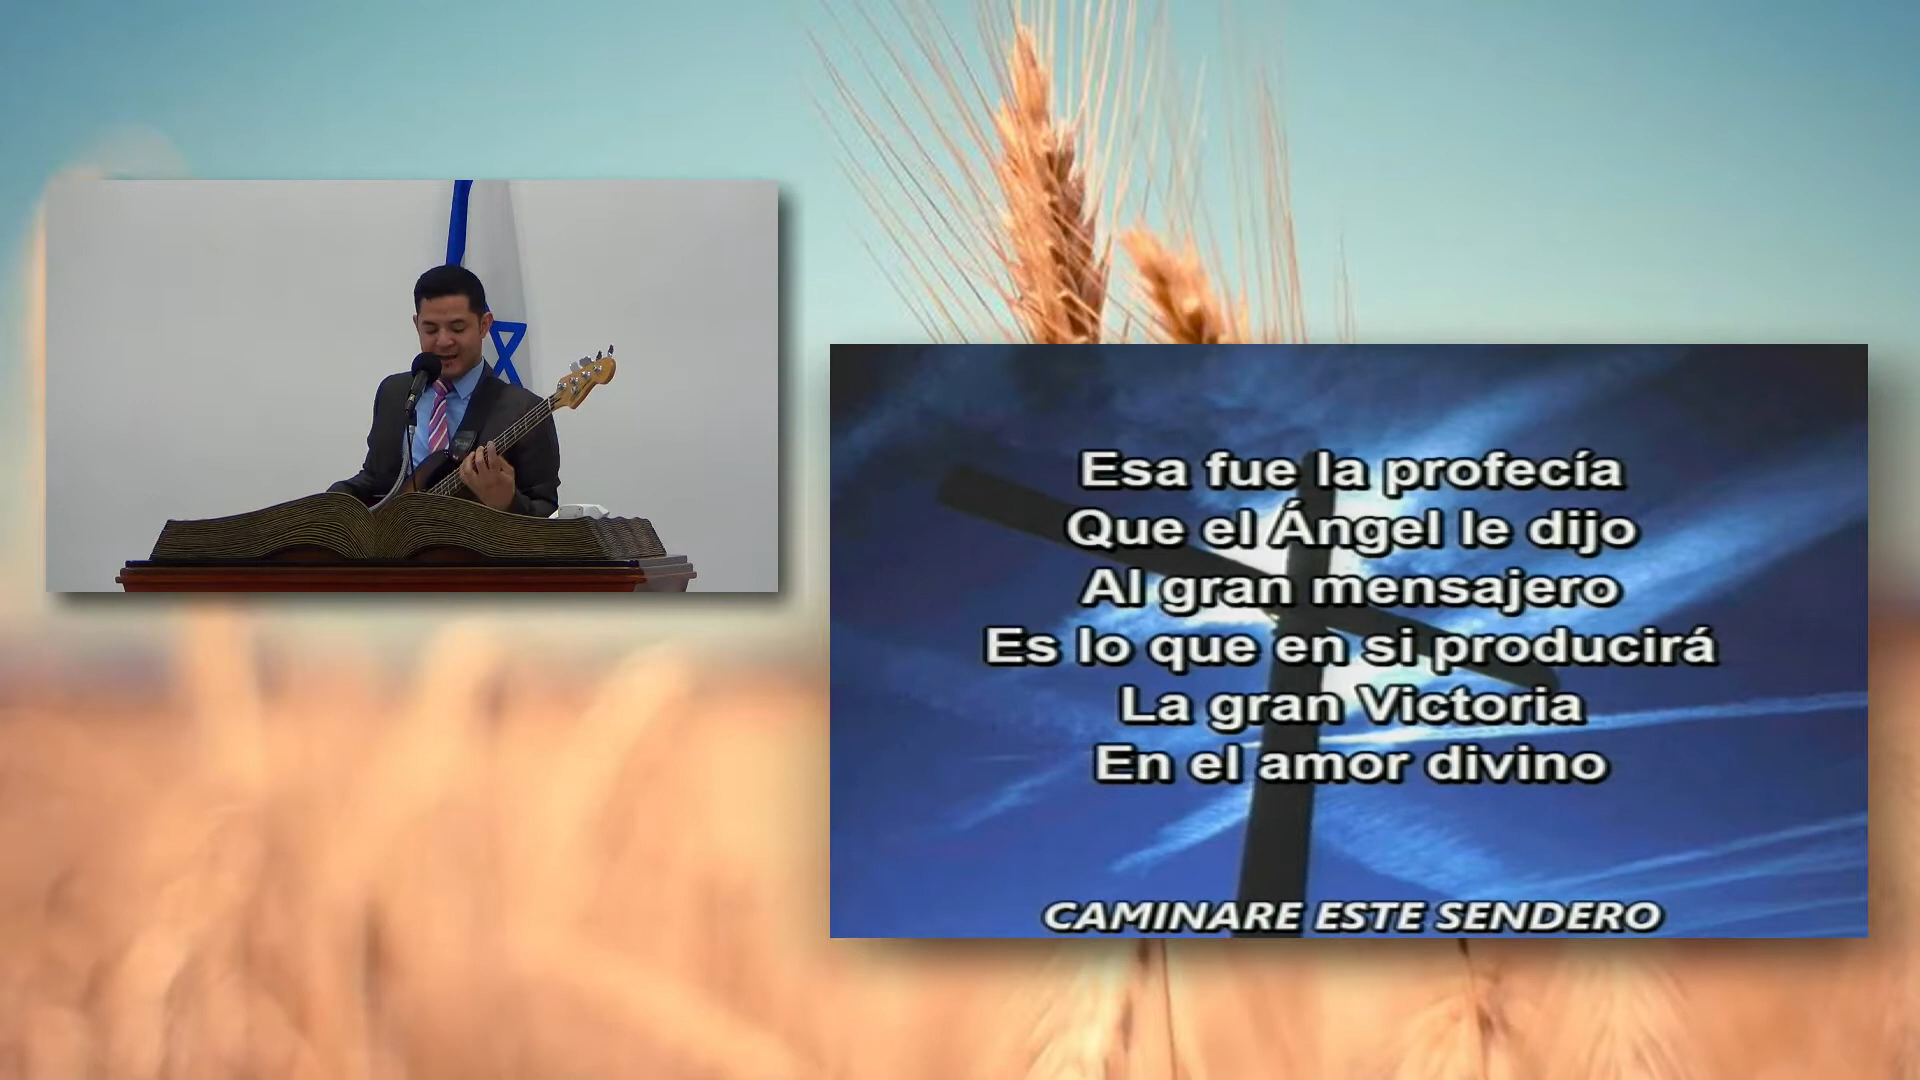 Esa fue la profecía
Que el Ángel le dijo
Al gran mensajero
Es lo que en si producirá
La gran Victoria
En el amor divino
CAMINARE ESTE SENDERO